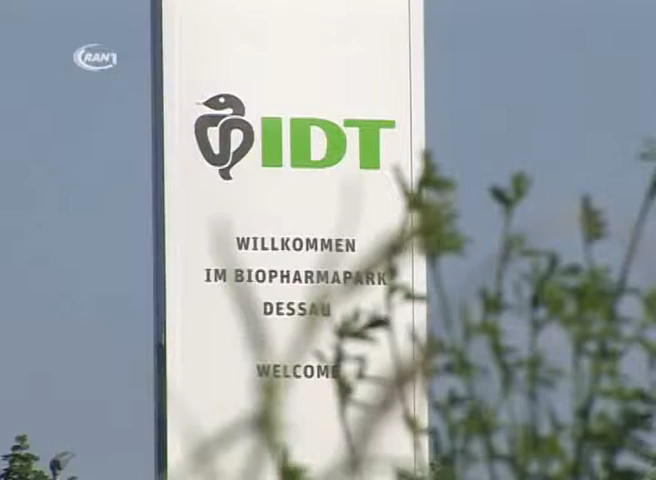 RAN1
IDT
WILLKOMMEN
IM BIOPHARMAPARK
DESSAU
WELCOME